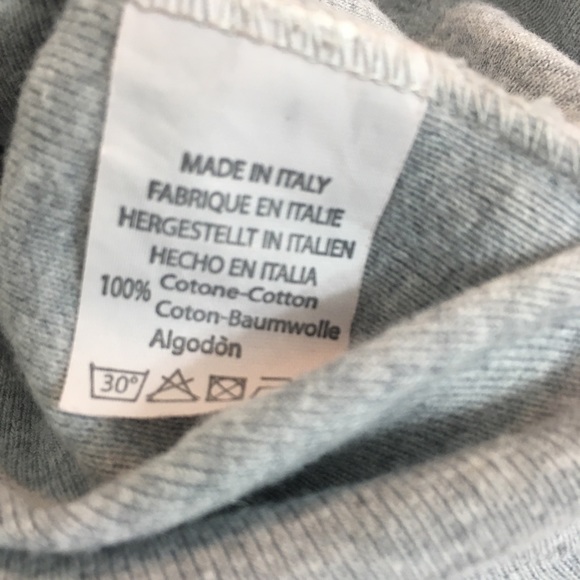 MADE IN ITALY
FABRIQUE EN ITALIE
HERGESTELLT IN ITALIEN
HECHO EN ITALIA
100% Cotone-Cotton
Coton-Baumwolle
Algodòn
30°